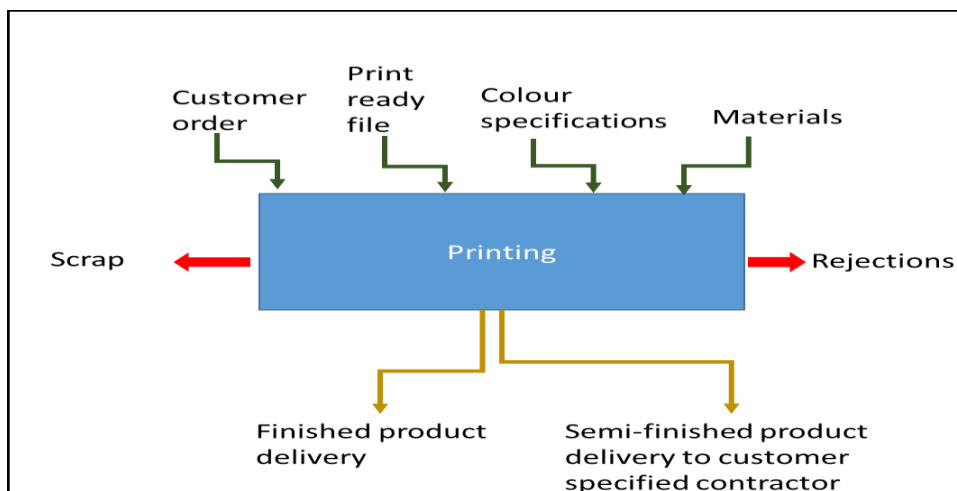 Customer
order
Print
ready
file
Colour
specifications
Materials
Scrap
Printing
Rejections
Finished product
delivery
Semi-finished product
delivery to customer
specified contractor